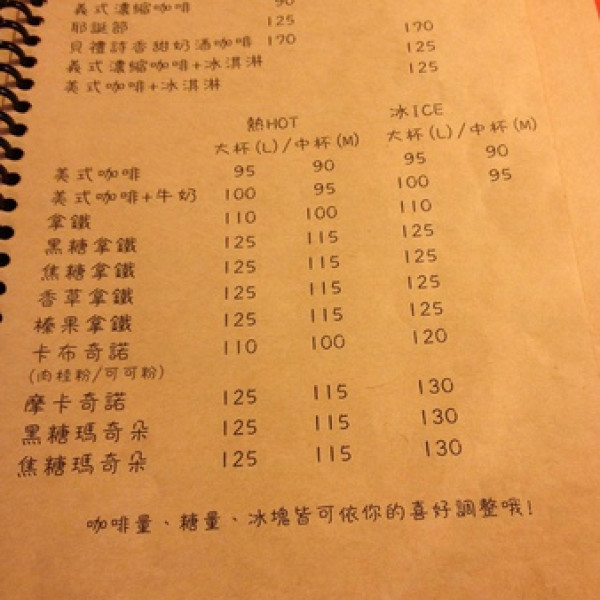 義式濃縮咖啡 90
耶誕節 125 170
貝禮詩香甜奶酒咖啡 170 125
義式濃縮咖啡+冰淇淋 125
美式咖啡+冰淇淋
熱HOT 冰ICE
大杯(L)/中杯(M) 大杯(L)/中杯(M)
美式咖啡 95 90 95 90
美式咖啡+牛奶 100 95 100 95
拿鐵 110 100 110
黑糖拿鐵 125 115 125
焦糖拿鐵 125 115 125
香草拿鐵 125 115 125
榛果拿鐵 125 115 125
卡布奇諾 110 100 120
(肉桂粉/可可粉)
摩卡奇諾 125 115 130
黑糖瑪奇朵 125 115 130
焦糖瑪奇朵 125 115 130
咖啡量、糖量、冰塊皆可依你的喜好調整哦!